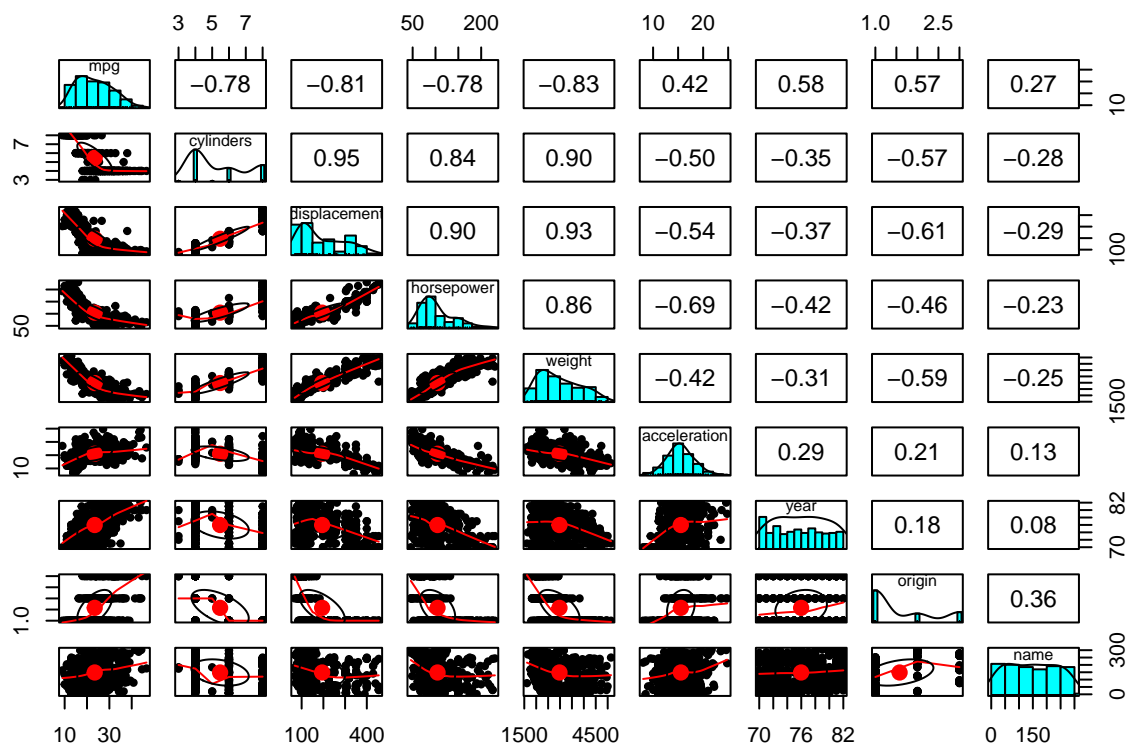 3 5 7 50 200 10 20 1.0 2.5
mpg −0.78 −0.81 −0.78 −0.83 0.42 0.58 0.57 0.27 10
7 3 cylinders 0.95 0.84 0.90 −0.50 −0.35 −0.57 −0.28
displacement 0.90 0.93 −0.54 −0.37 −0.61 −0.29 100
50 horsepower 0.86 −0.69 −0.42 −0.46 −0.23
weight −0.42 −0.31 −0.59 −0.25 1500
10 acceleration 0.29 0.21 0.13
year 0.18 0.08 82 70
1.0 origin 0.36
name 300 0
10 30 100 400 1500 4500 70 76 82 0 150